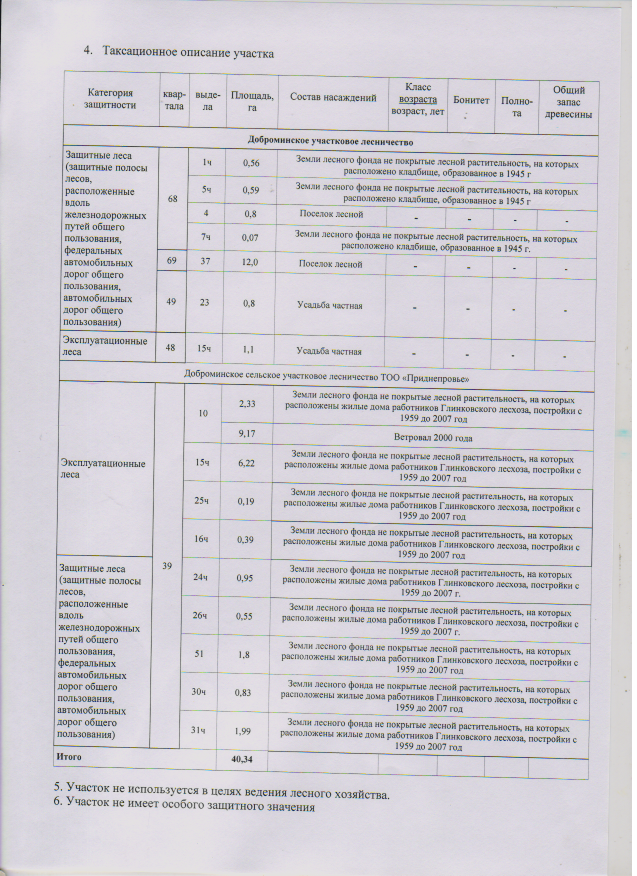 4. Таксационное описание участка
Категория защитности
квар-тала
выде-ла
Площадь, га
Состав насаждений
Класс возраста возраст, лет
Бонитет
Полно-та
Общий запас древесины
Доброминское участковое лесничество
Защитные леса
(защитные полосы
лесов,
расположенные
вдоль
железнодорожных
путей общего
пользования,
федеральных
автомобильных
дорог общего
пользования,
автомобильных
дорог общего
пользования)
68
1ч 0,56 Земли лесного фонда не покрытые лесной растительность, на которых
расположено кладбище, образованное в 1945 г
5ч 0,59 Земли лесного фонда не покрытые лесной растительность, на которых
расположено кладбище, образованное в 1945 г
4 0,8 Поселок лесной - - - -
7ч 0,07 Земли лесного фонда не покрытые лесной растительность, на которых
расположено кладбище, образованное в 1945 г.
69 37 12,0 Поселок лесной - - - -
49 23 0,8 Усадьба частная - - - -
Эксплуатационные
леса
48 15ч 1,1 Усадьба частная - - - -
Доброминское сельское участковое лесничество ТОО «Приднепровье»
Эксплуатационные
леса
39
10 2,33 Земли лесного фонда не покрытые лесной растительность, на которых
расположены жилые дома работников Глинковского лесхоза, постройки с
1959 до 2007 год
9,17 Ветровал 2000 года
15ч 6,22 Земли лесного фонда не покрытые лесной растительность, на которых
расположены жилые дома работников Глинковского лесхоза, постройки с
1959 до 2007 год
25ч 0,19 Земли лесного фонда не покрытые лесной растительность, на которых
расположены жилые дома работников Глинковского лесхоза, постройки с
1959 до 2007 год
16ч 0,39 Земли лесного фонда не покрытые лесной растительность, на которых
расположены жилые дома работников Глинковского лесхоза, постройки с
1959 до 2007 год
Защитные леса
(защитные полосы
лесов,
расположенные
вдоль
железнодорожных
путей общего
пользования,
федеральных
автомобильных
дорог общего
пользования,
автомобильных
дорог общего
пользования)
24ч 0,95 Земли лесного фонда не покрытые лесной растительность, на которых
расположены жилые дома работников Глинковского лесхоза, постройки с
1959 до 2007 г.
26ч 0,55 Земли лесного фонда не покрытые лесной растительность, на которых
расположены жилые дома работников Глинковского лесхоза, постройки с
1959 до 2007 г.
51 1,8 Земли лесного фонда не покрытые лесной растительность, на которых
расположены жилые дома работников Глинковского лесхоза, постройки с
1959 до 2007 год
30ч 0,83 Земли лесного фонда не покрытые лесной растительность, на которых
расположены жилые дома работников Глинковского лесхоза, постройки с
1959 до 2007 год
31ч 1,99 Земли лесного фонда не покрытые лесной растительность, на которых
расположены жилые дома работников Глинковского лесхоза, постройки с
1959 до 2007 год
Итого 40,34
5. Участок не используется в целях ведения лесного хозяйства.
6. Участок не имеет особого защитного значения